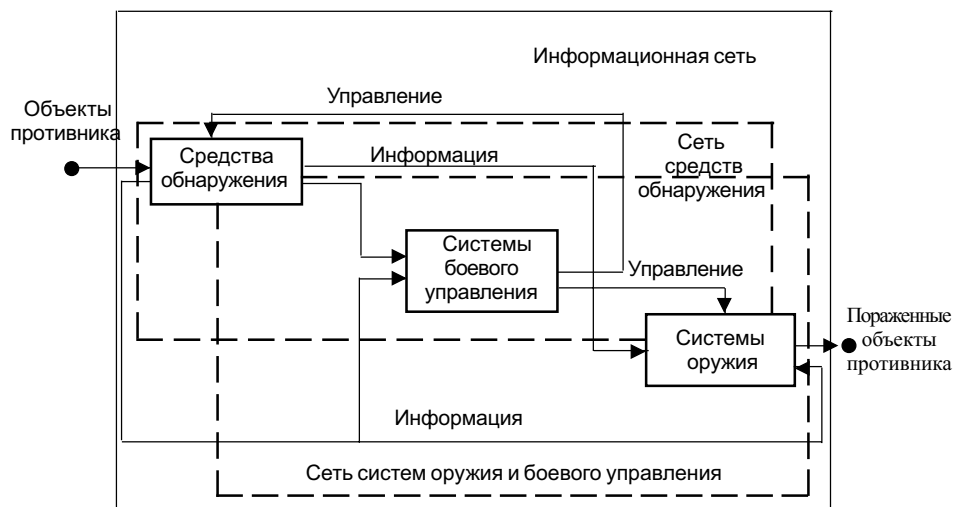 Информационная сеть
Управление
Объекты
противника
Средства
обнаружения
Информация
Сеть
средств
обнаружения
Системы
боевого
управления
Управление
Системы
оружия
Пораженные
объекты
противника
Информация
Сеть систем оружия и боевого управления